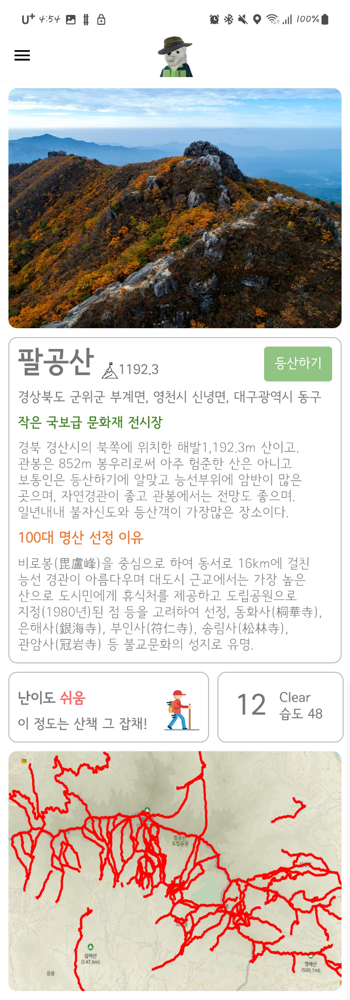 U+ 4:54 100%
팔공산 1192.3 등산하기
경상북도 군위군 부계면, 영천시 신녕면, 대구광역시 동구
작은 국보급 문화재 전시장
경북 경산시의 북쪽에 위치한 해발1,192.3m 산이고.
관봉은 852m 봉우리로써 아주 험준한 산은 아니고
보통인은 등산하기에 알맞고 능선부위에 암반이 많은
곳으며, 자연경관이 좋고 관봉에서는 전망도 좋으며.
일년내내 불자신도와 등산객이 가장많은 장소이다.
100대 명산 선정 이유
비로봉(毘盧峰)을 중심으로 하여 동서로 16km에 걸친
능선 경관이 아름다우며 대도시 근교에서는 가장 높은
산으로 도시민에게 휴식처를 제공하고 도립공원으로
지정(1980년)된 점 등을 고려하여 선정, 동화사(桐華寺),
은해사(銀海寺), 부인사(符仁寺), 송림사(松林寺),
관암사(冠岩寺) 등 불교문화의 성지로 유명.
난이도 쉬움
이 정도는 산책 그 잡채!
12
Clear
습도 48
79
팔공산
도립공원
삼마산
(347.6m)
응봉
명마산
(500.1m)